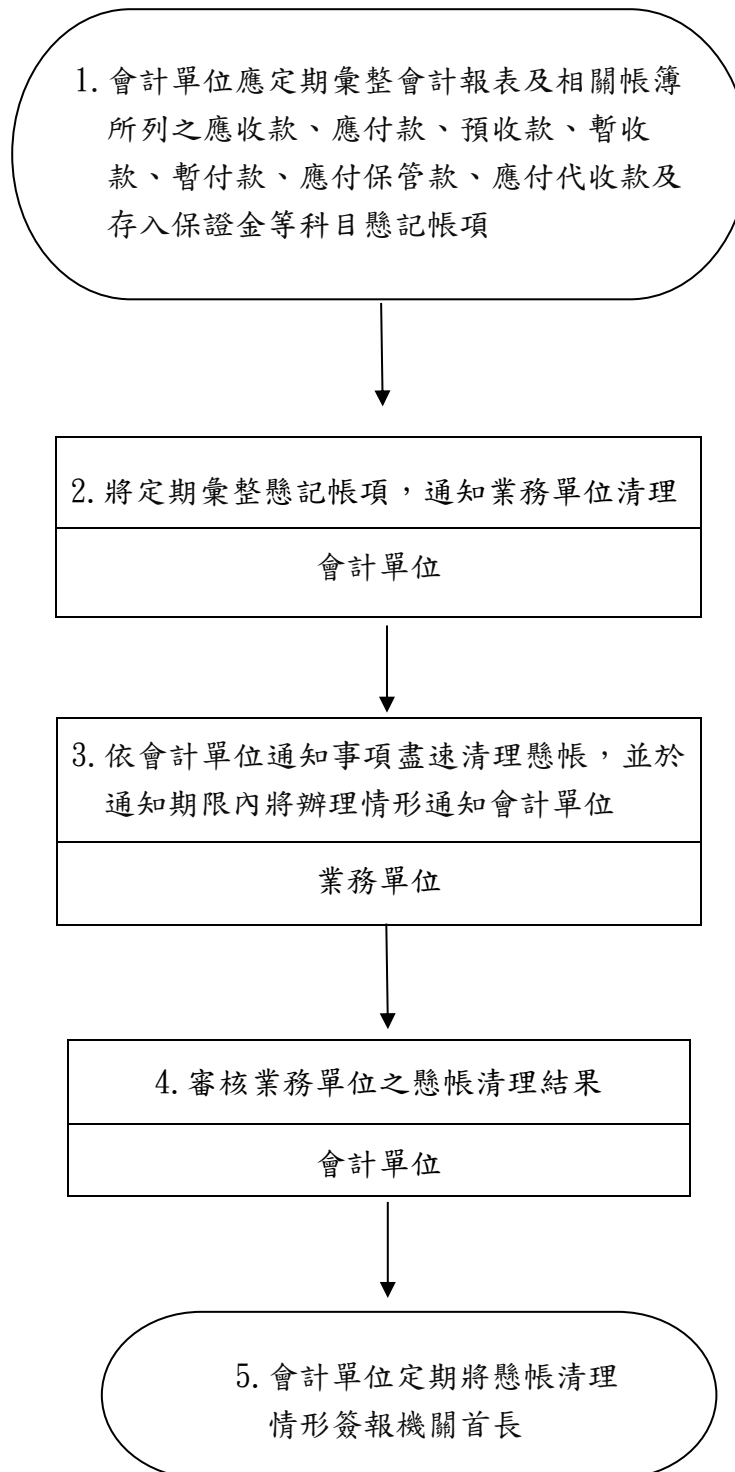 1. 會計單位應定期彙整會計報表及相關帳簿
所列之應收款、應付款、預收款、暫收
款、暫付款、應付保管款、應付代收款及
存入保證金等科目懸記帳項
2. 將定期彙整懸記帳項，通知業務單位清理
會計單位
3. 依會計單位通知事項盡速清理懸帳，並於
通知期限內將辦理情形通知會計單位
業務單位
4. 審核業務單位之懸帳清理結果
會計單位
5. 會計單位定期將懸帳清理
情形簽報機關首長